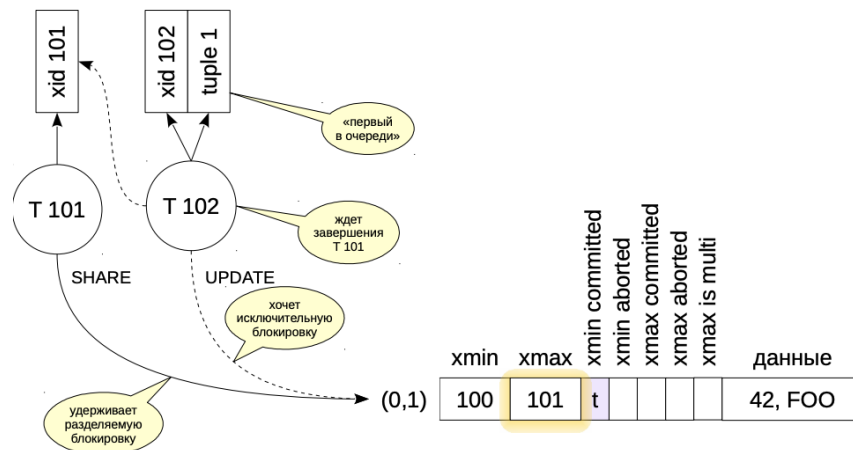 xid 101
xid 102
tuple 1
«первый
в очереди»
T 101
T 102
ждет
завершения
T 101
SHARE
UPDATE
хочет
исключительную
блокировку
удерживает
разделяемую
блокировку
xmin
xmax
xmin committed
xmin aborted
xmax committed
xmax aborted
xmax is multi
данные
(0,1)
100
101
t
42, FOO